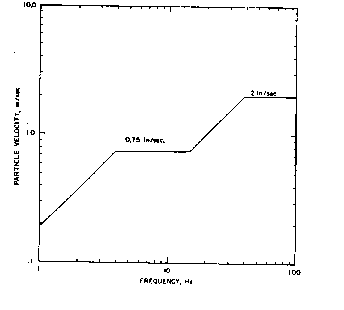 10.0
PARTICLE VELOCITY, in/sec
2 in/sec
1.0
0.75 in/sec.
.1
1
10
100
FREQUENCY, Hz